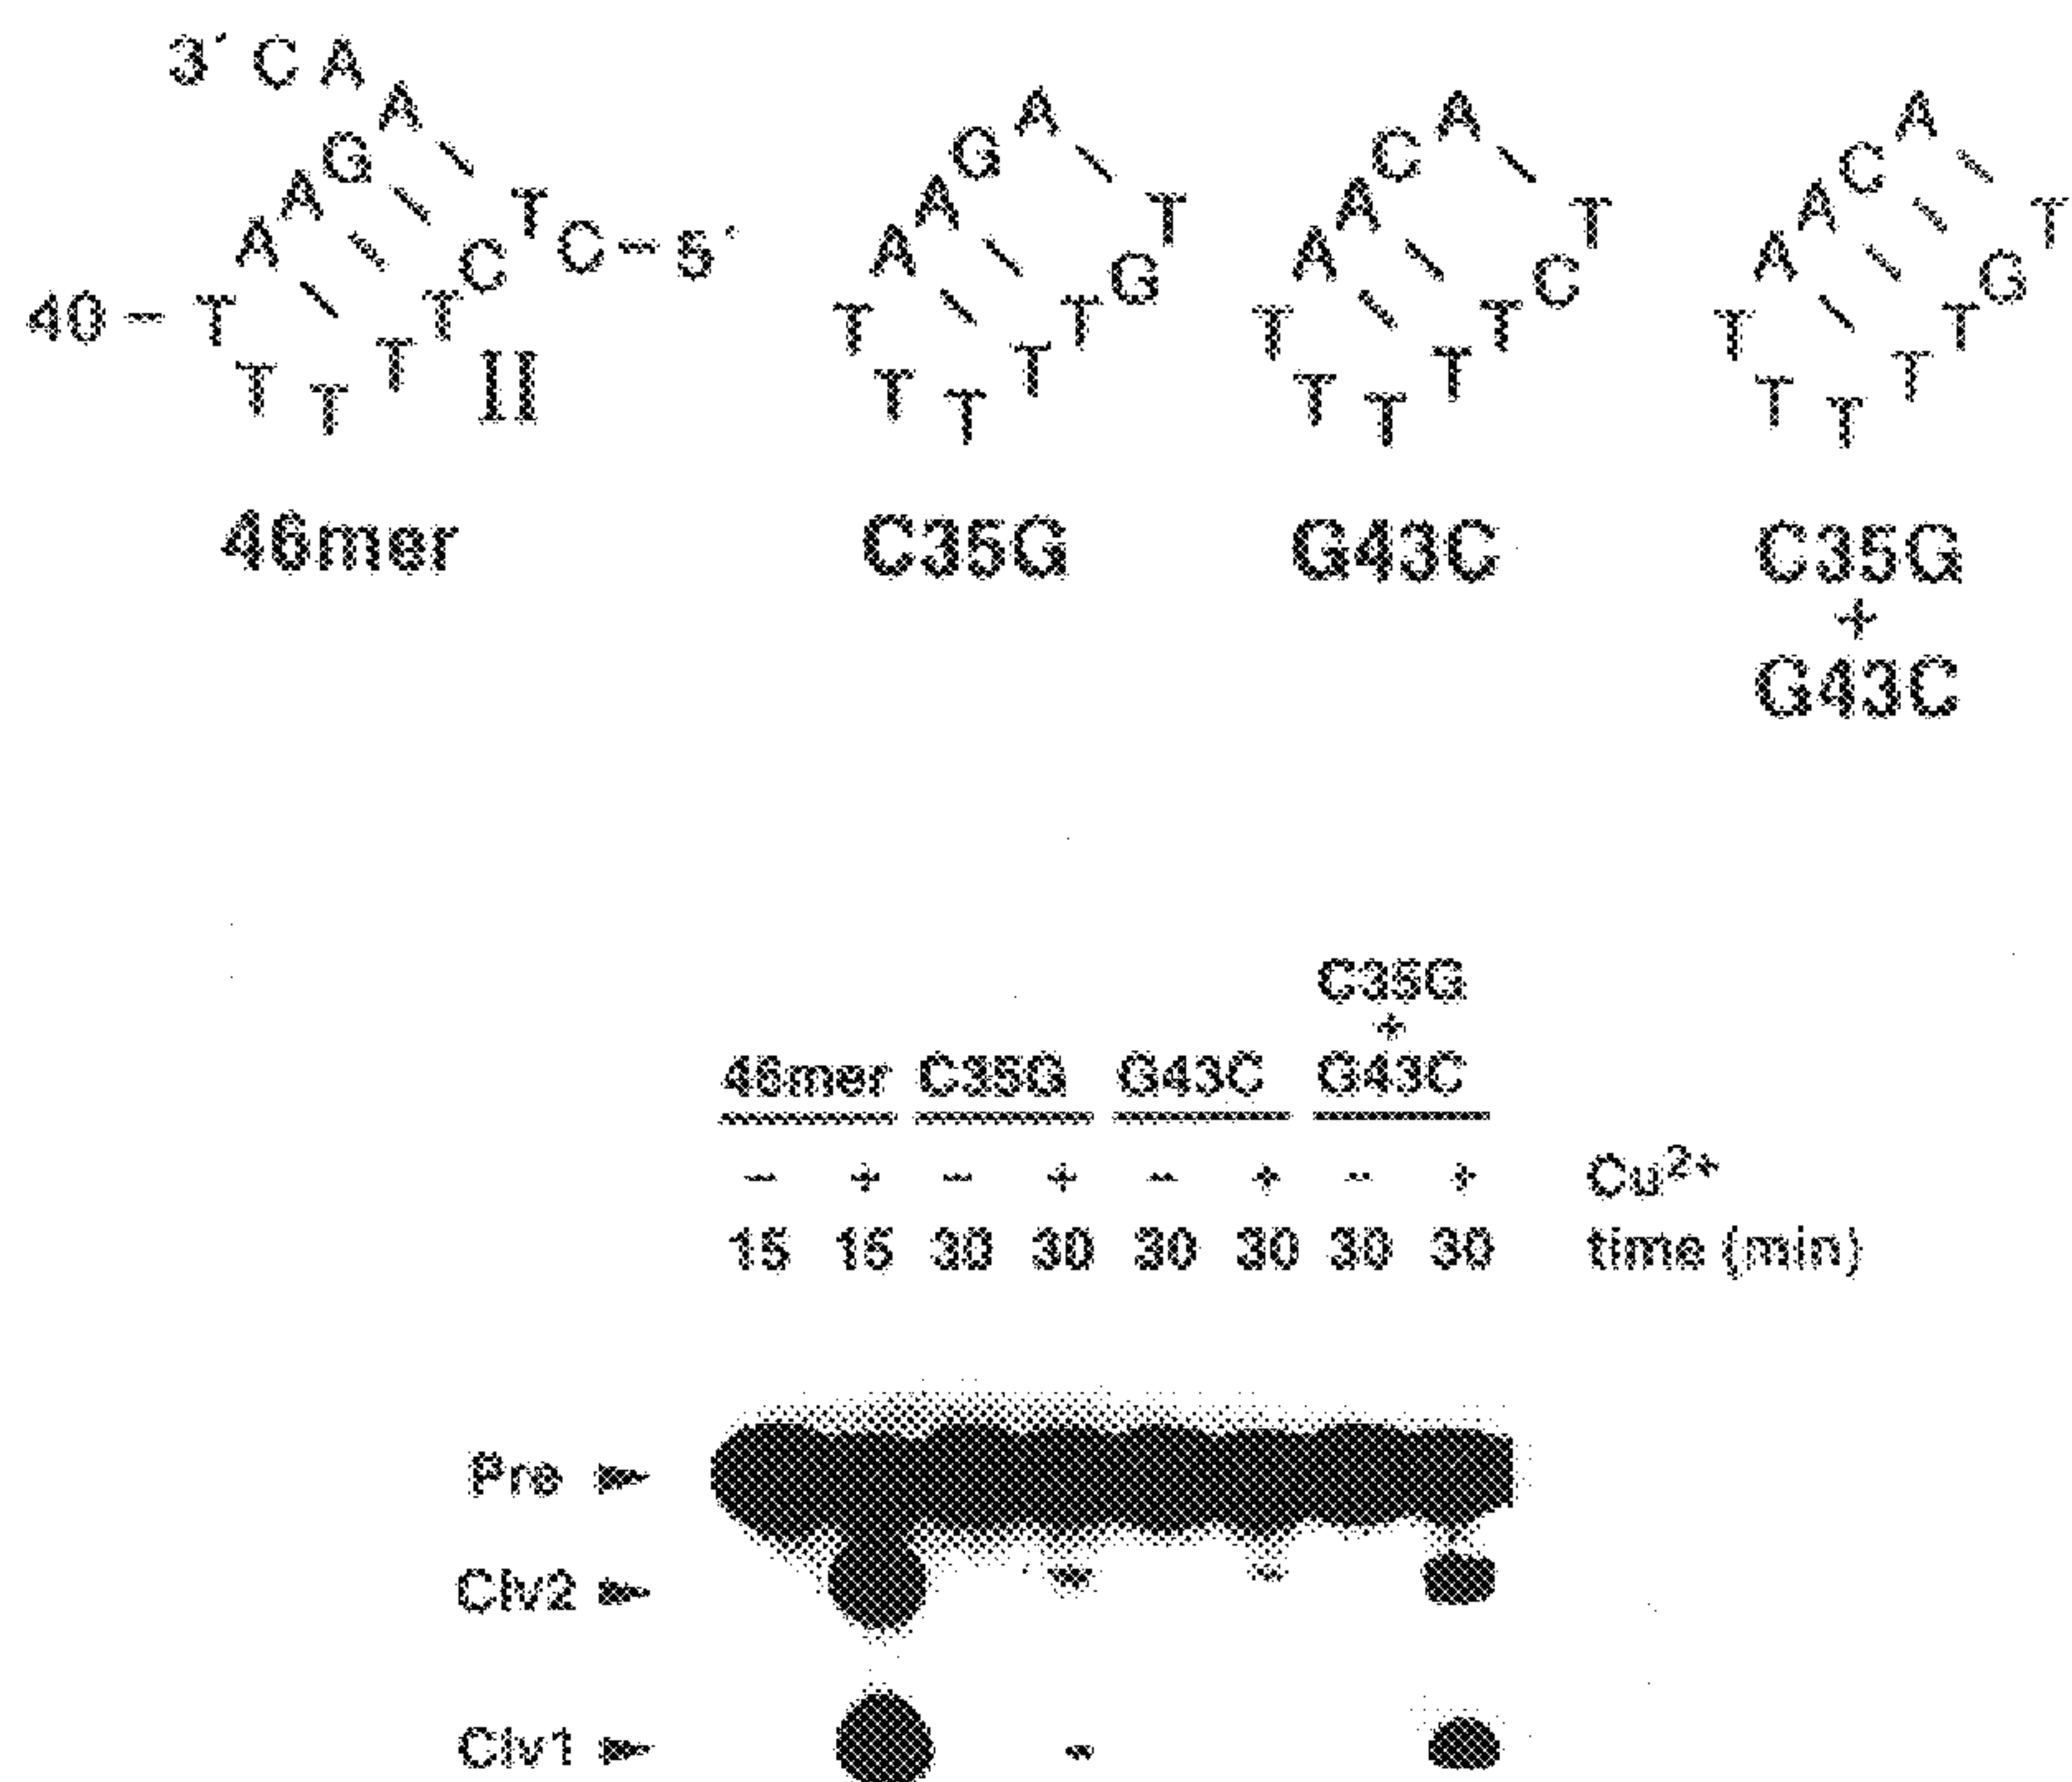 3´ C A
A G A A T T T T T C T C – 5´
40 –
II
A G A A T T T T T G T
A C A A T T T T T C T
A C A A T T T T T G T
46mer C35G G43C C35G
+
G43C
C35G
+
46mer C35G G43C G43C
– + – + – + – + Cu2+
15 15 30 30 30 30 30 30 time (min)
Pre
Clv2
Clv1